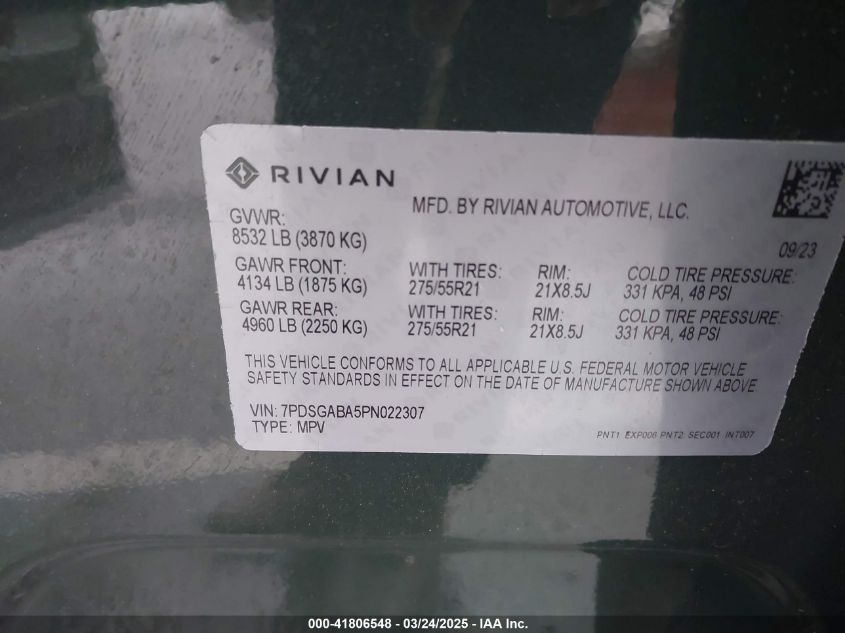 RIVIAN
MFD. BY RIVIAN AUTOMOTIVE, LLC.
09/23
GVWR:
8532 LB (3870 KG)
GAWR FRONT: WITH TIRES: RIM: COLD TIRE PRESSURE:
4134 LB (1875 KG) 275/55R21 21X8.5J 331 KPA, 48 PSI
GAWR REAR: WITH TIRES: RIM: COLD TIRE PRESSURE:
4960 LB (2250 KG) 275/55R21 21X8.5J 331 KPA, 48 PSI
THIS VEHICLE CONFORMS TO ALL APPLICABLE U.S. FEDERAL MOTOR VEHICLE
SAFETY STANDARDS IN EFFECT ON THE DATE OF MANUFACTURE SHOWN ABOVE.
VIN: 7PDSGABA5PN022307
TYPE: MPV
PNT1 EXP006 PNT2 SEC001 INT007
000-41806548 - 03/24/2025 - IAA Inc.